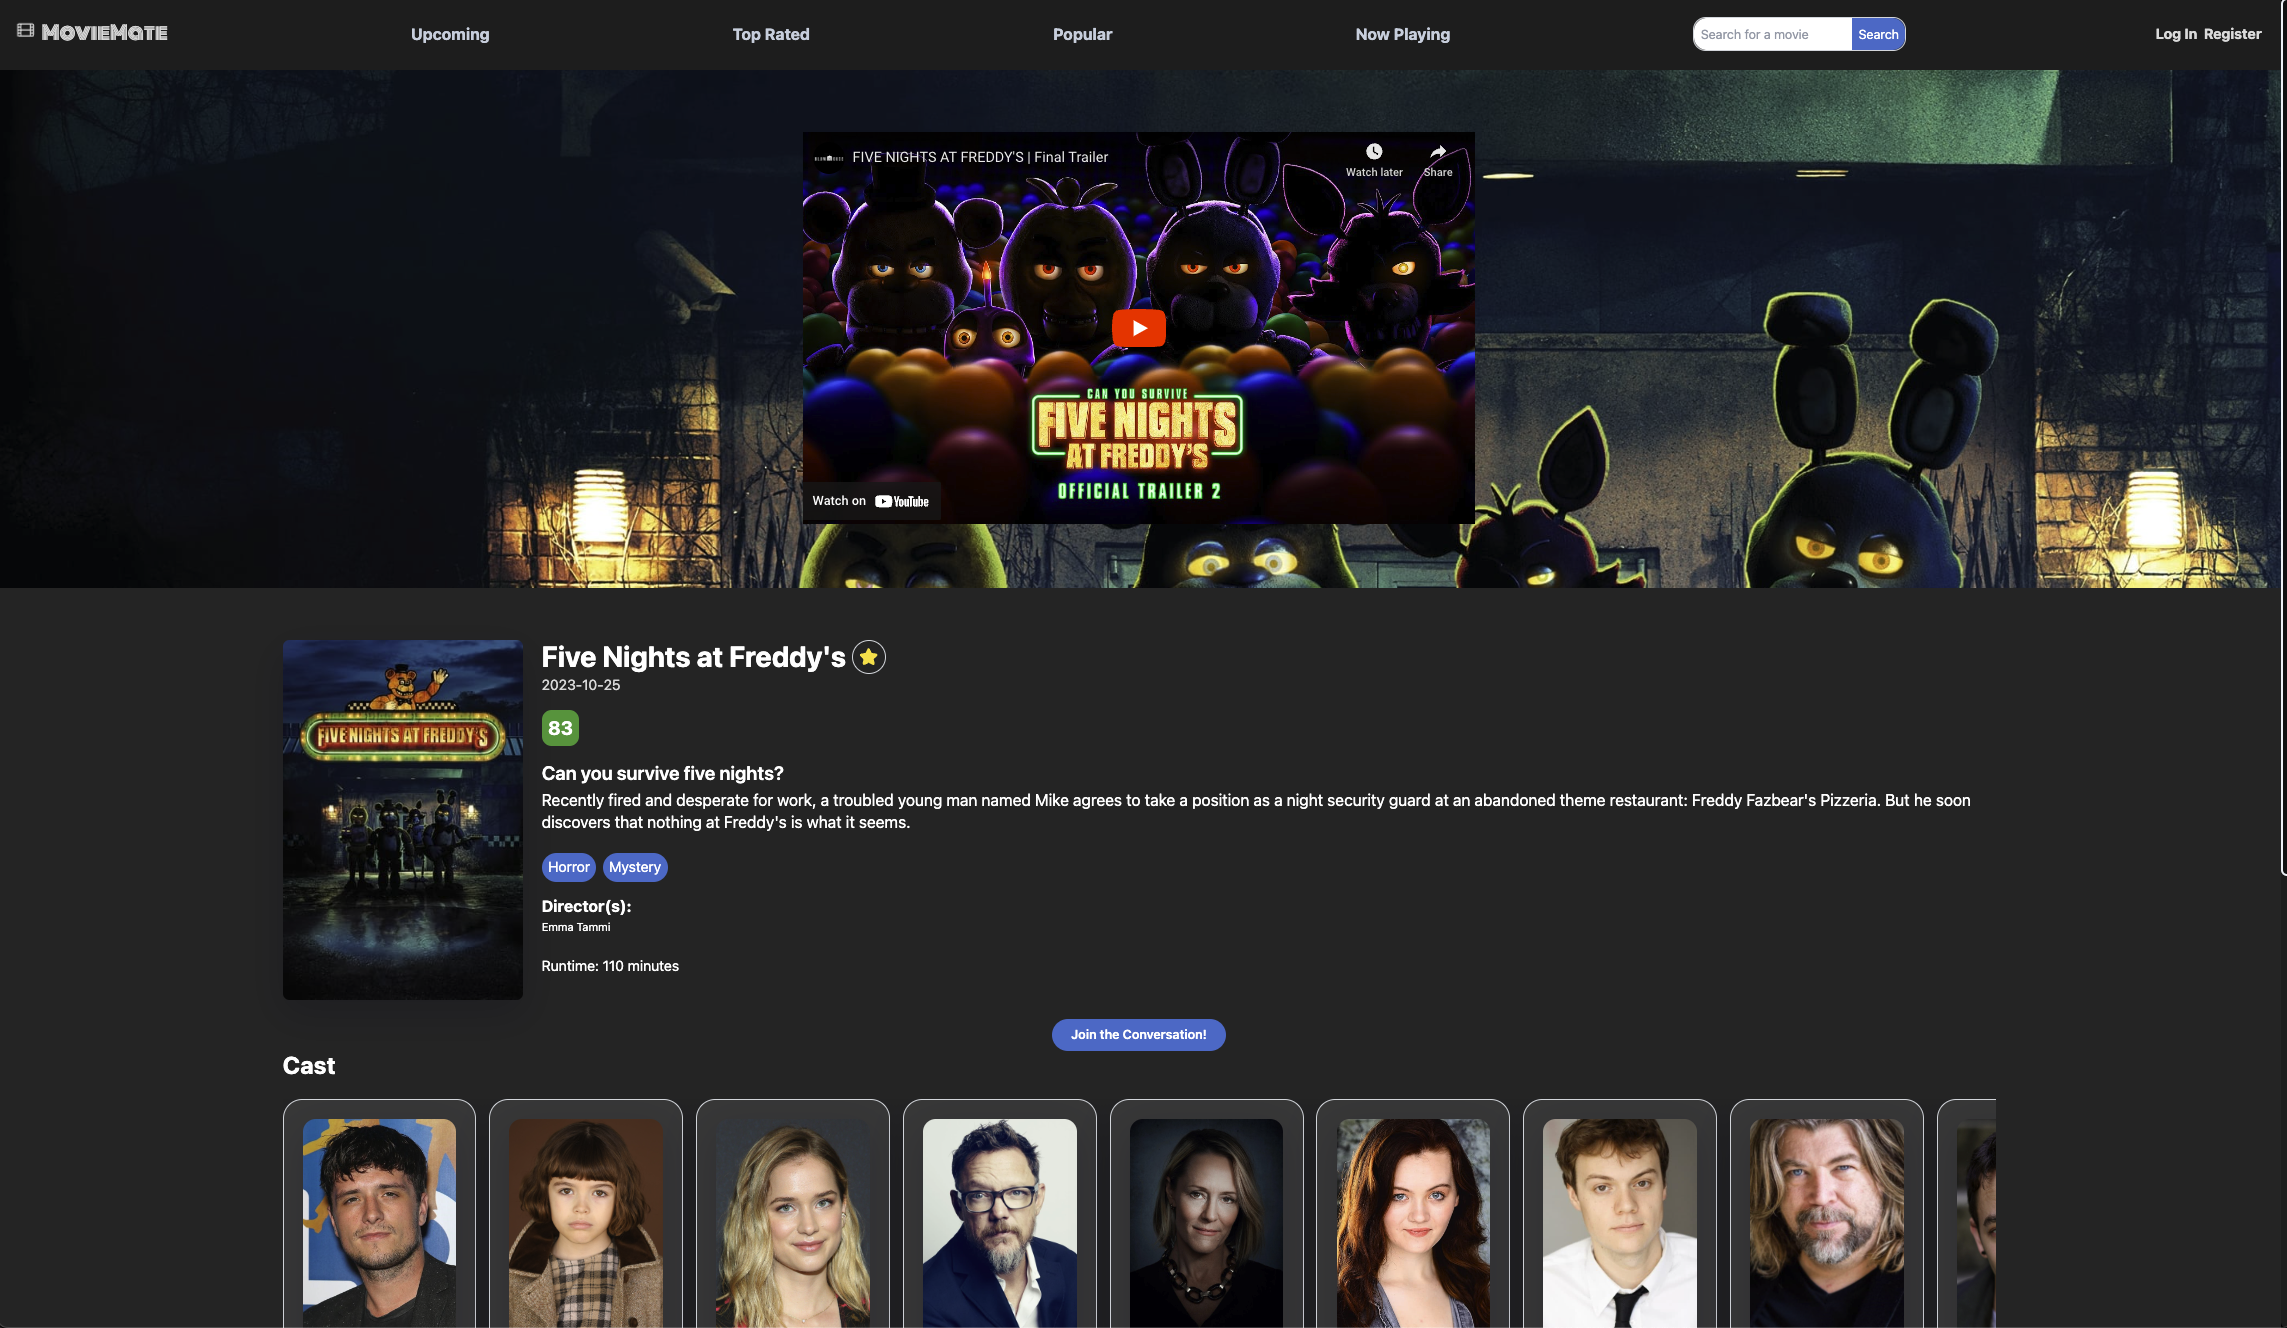 MOVIEMATE
Upcoming
Top Rated
Popular
Now Playing
Search for a movie
Search
Log In Register
FIVE NIGHTS AT FREDDY'S | Final Trailer
Watch later
Share
CAN YOU SURVIVE
FIVE NIGHTS
AT FREDDY'S
OFFICIAL TRAILER 2
Watch on YouTube
FIVE NIGHTS AT FREDDY'S
Five Nights at Freddy's
2023-10-25
83
Can you survive five nights?
Recently fired and desperate for work, a troubled young man named Mike agrees to take a position as a night security guard at an abandoned theme restaurant: Freddy Fazbear's Pizzeria. But he soon
discovers that nothing at Freddy's is what it seems.
Horror
Mystery
Director(s):
Emma Tammi
Runtime: 110 minutes
Join the Conversation!
Cast